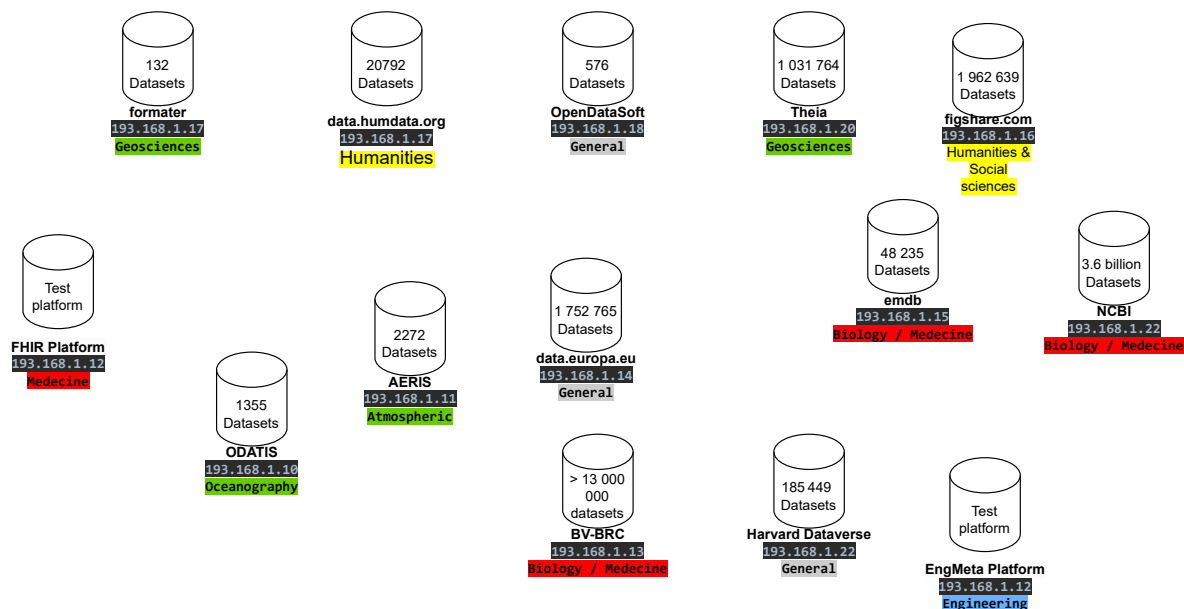 132
Datasets
formater
193.168.1.17
Geosciences
20792
Datasets
data.humdata.org
193.168.1.17
Humanities
576
Datasets
OpenDataSoft
193.168.1.18
General
1 031 764
Datasets
Theia
193.168.1.20
Geosciences
1 962 639
Datasets
figshare.com
193.168.1.16
Humanities &
Social
sciences
Test
platform
FHIR Platform
193.168.1.12
Medecine
1355
Datasets
ODATIS
193.168.1.10
Oceanography
2272
Datasets
AERIS
193.168.1.11
Atmospheric
1 752 765
Datasets
data.europa.eu
193.168.1.14
General
48 235
Datasets
emdb
193.168.1.15
Biology / Medecine
3.6 billion
Datasets
NCBI
193.168.1.22
Biology / Medecine
> 13 000
000
datasets
BV-BRC
193.168.1.13
Biology / Medecine
185 449
Datasets
Harvard Dataverse
193.168.1.22
General
Test
platform
EngMeta Platform
193.168.1.12
Engineering